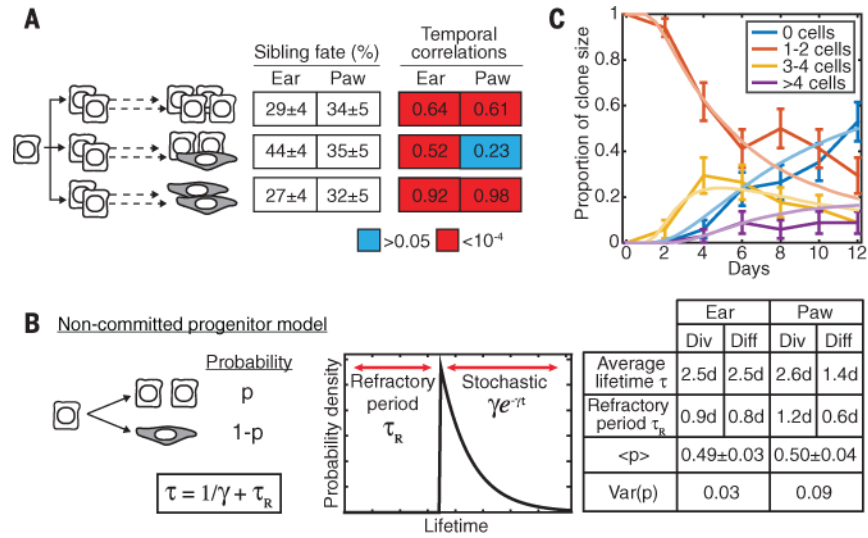 A
Sibling fate (%)
Temporal
correlations
Ear Paw Ear Paw
29±4 34±5 0.64 0.61
44±4 35±5 0.52 0.23
27±4 32±5 0.92 0.98
>0.05 <10⁻⁴
C
Proportion of clone size
1
0.8
0.6
0.4
0.2
0
0 2 4 6 8 10 12
Days
0 cells
1-2 cells
3-4 cells
>4 cells
B Non-committed progenitor model
Probability
p
1-p
τ = 1/γ + τ_R
Probability density
Refractory
period
τ_R
Stochastic
γe^-γt
Lifetime
Ear Paw
Div Diff Div Diff
Average
lifetime τ
2.5d 2.5d 2.6d 1.4d
Refractory
period τ_R
0.9d 0.8d 1.2d 0.6d
<p> 0.49±0.03 0.50±0.04
Var(p) 0.03 0.09